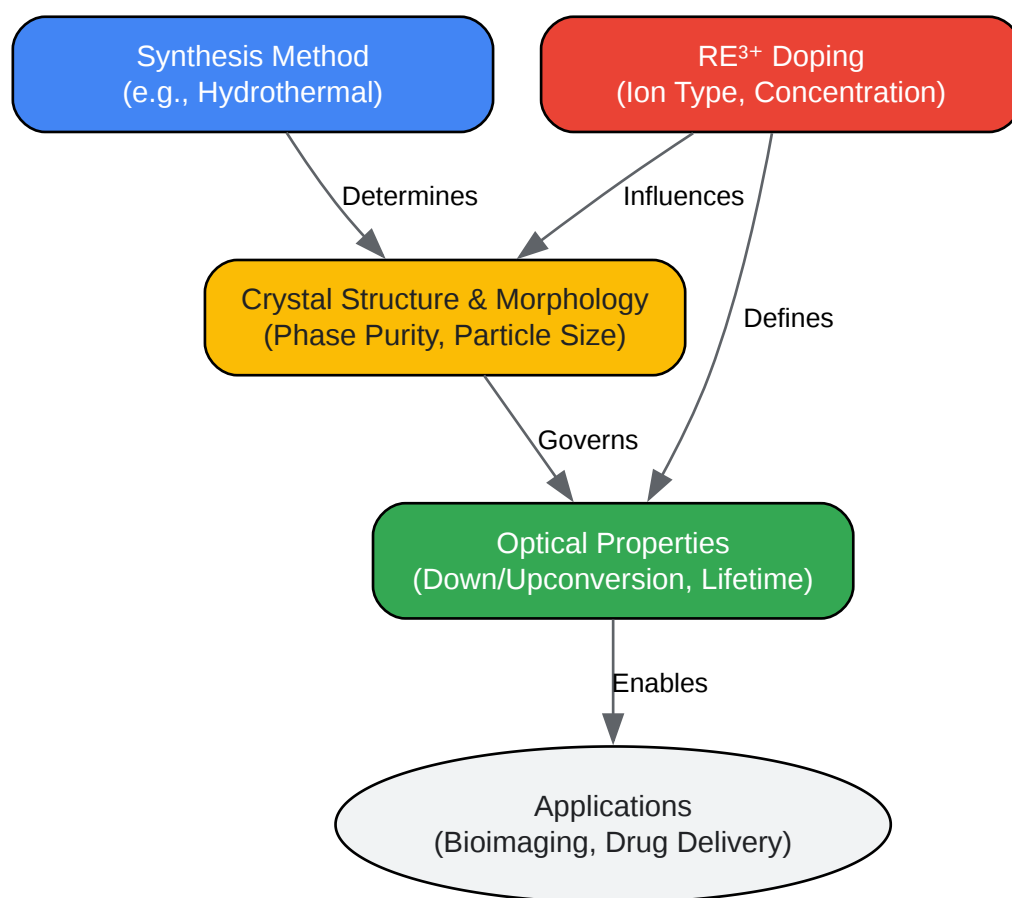 Synthesis Method
(e.g., Hydrothermal)
RE³⁺ Doping
(Ion Type, Concentration)
Determines
Influences
Crystal Structure & Morphology
(Phase Purity, Particle Size)
Defines
Governs
Optical Properties
(Down/Upconversion, Lifetime)
Enables
Applications
(Bioimaging, Drug Delivery)